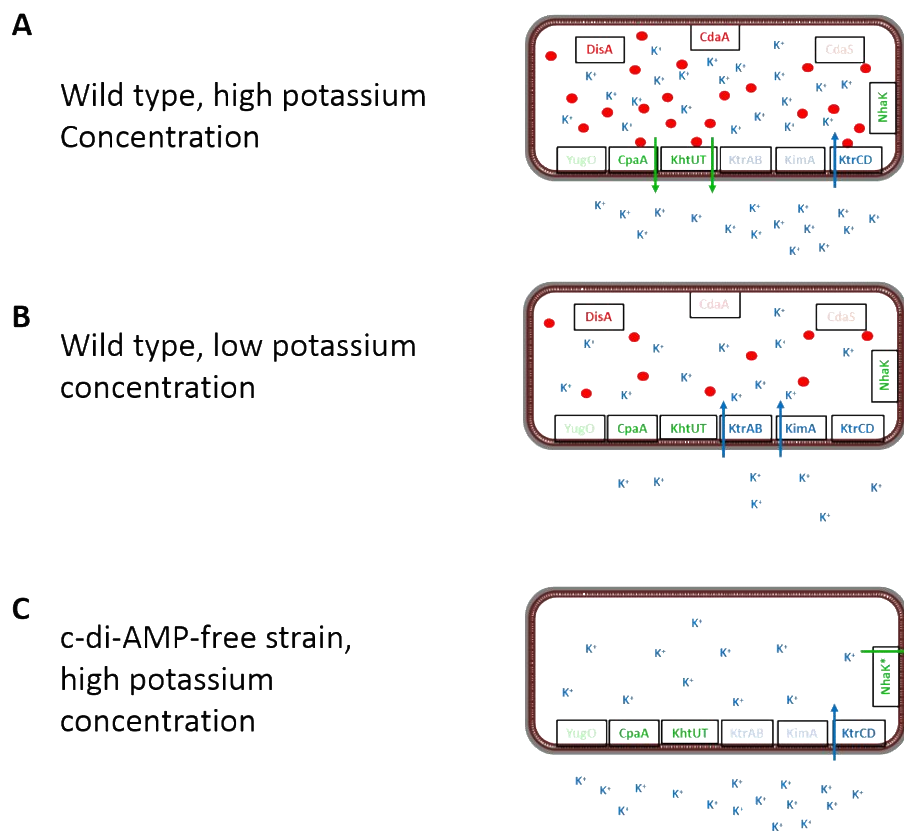 A
Wild type, high potassium
Concentration
DisA
CdaA
CdaS
K⁺ K⁺
K⁺ K⁺ K⁺ K⁺ K⁺ K⁺ K⁺
K⁺ K⁺
K⁺ K⁺ K⁺ K⁺ K⁺
K⁺ K⁺ K⁺ K⁺ K⁺ K⁺
NhaK
YugO
CpaA
KhtUT
KtrAB
KimA
KtrCD
K⁺ K⁺ K⁺ K⁺ K⁺ K⁺ K⁺ K⁺
K⁺ K⁺ K⁺ K⁺ K⁺ K⁺
K⁺ K⁺
B
Wild type, low potassium
concentration
DisA
CdaA
CdaS
K⁺
K⁺ K⁺ K⁺ K⁺ K⁺
K⁺ K⁺ K⁺
K⁺ K⁺ K⁺
NhaK
YugO
CpaA
KhtUT
KtrAB
KimA
KtrCD
K⁺ K⁺ K⁺ K⁺ K⁺
K⁺ K⁺
C
c-di-AMP-free strain,
high potassium
concentration
K⁺
K⁺ K⁺ K⁺ K⁺ K⁺
K⁺
K⁺ K⁺ K⁺ K⁺
NhaK*
YugO
CpaA
KhtUT
KtrAB
KimA
KtrCD
K⁺ K⁺ K⁺ K⁺ K⁺ K⁺ K⁺ K⁺
K⁺ K⁺ K⁺ K⁺ K⁺ K⁺
K⁺ K⁺